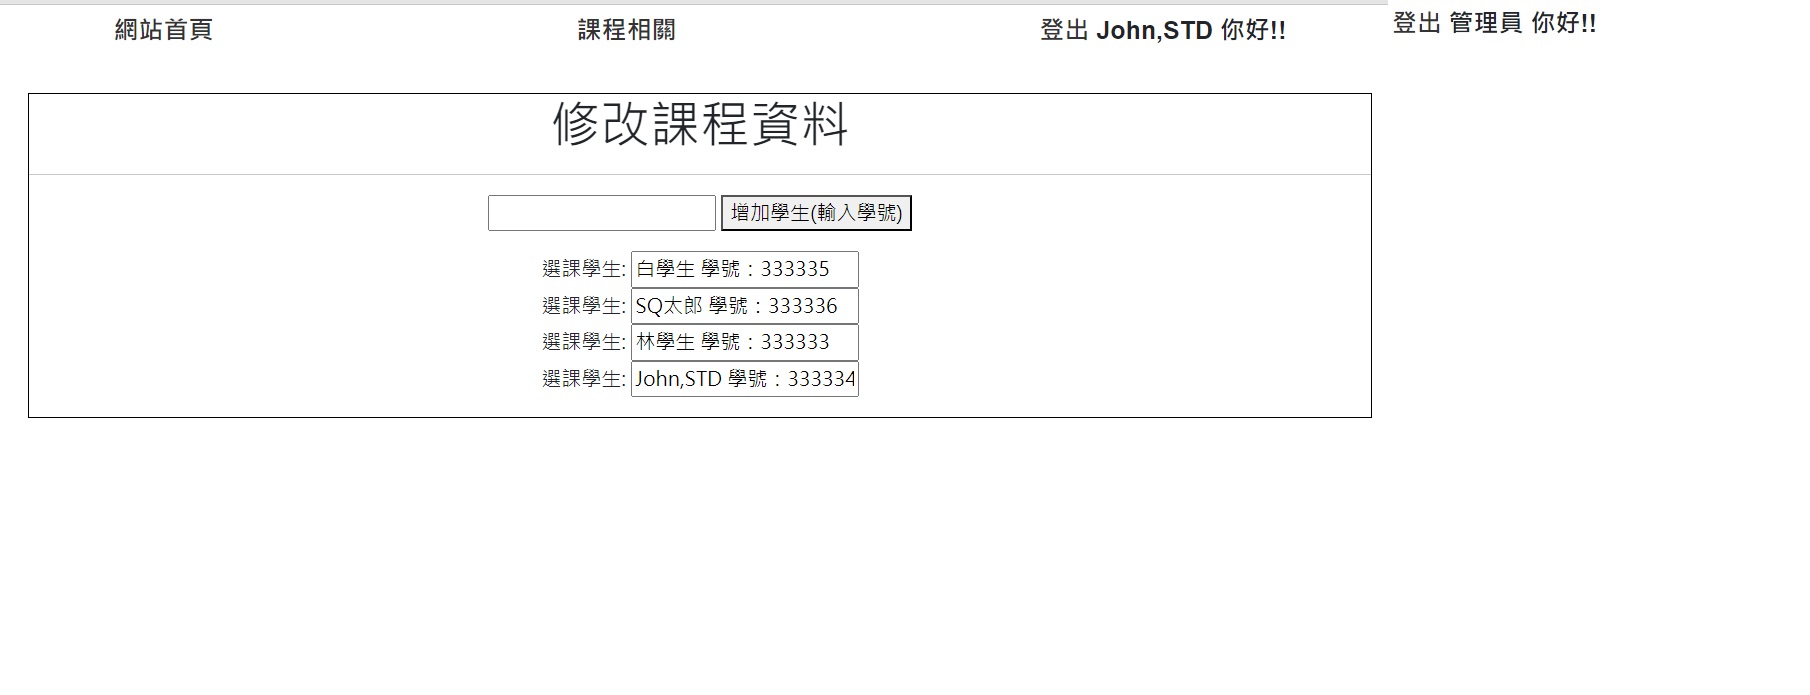 網站首頁 課程相關 登出 John,STD 你好!! 登出 管理員 你好!!
修改課程資料
增加學生(輸入學號)
選課學生: 白學生 學號：333335
選課學生: SQ太郎 學號：333336
選課學生: 林學生 學號：333333
選課學生: John,STD 學號：333334